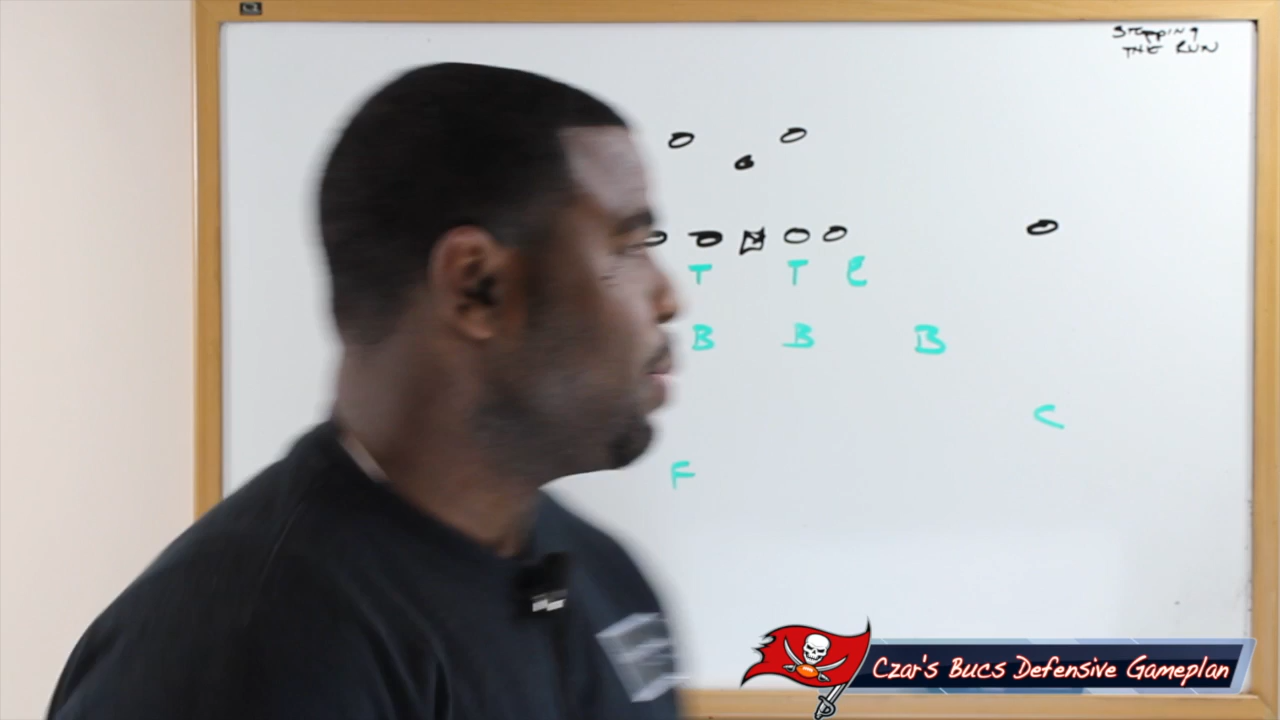 Stopping
THE RUN
T T E
B B B
C
F
Czar's Bucs Defensive Gameplan